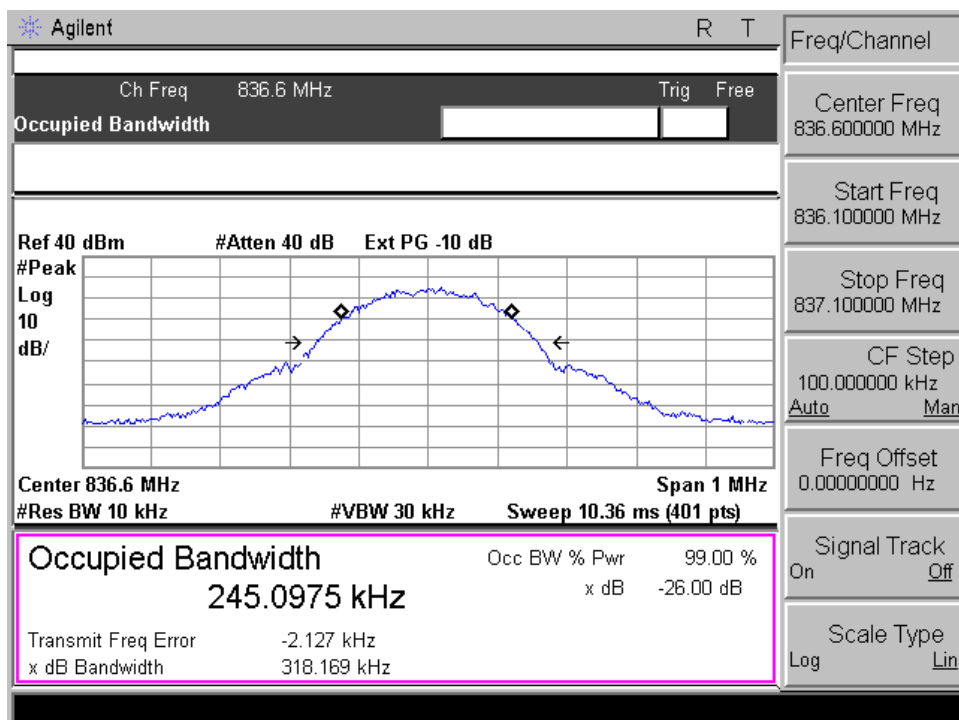 Agilent R T
Freq/Channel
Ch Freq 836.6 MHz Trig Free
Occupied Bandwidth
Center Freq
836.600000 MHz
Start Freq
836.100000 MHz
Stop Freq
837.100000 MHz
CF Step
100.000000 kHz
Auto Man
Freq Offset
0.00000000 Hz
Signal Track
On Off
Scale Type
Log Lin
Ref 40 dBm #Atten 40 dB Ext PG -10 dB
#Peak
Log
10
dB/
Center 836.6 MHz Span 1 MHz
#Res BW 10 kHz #VBW 30 kHz Sweep 10.36 ms (401 pts)
Occupied Bandwidth Occ BW % Pwr 99.00 %
245.0975 kHz x dB -26.00 dB
Transmit Freq Error -2.127 kHz
x dB Bandwidth 318.169 kHz